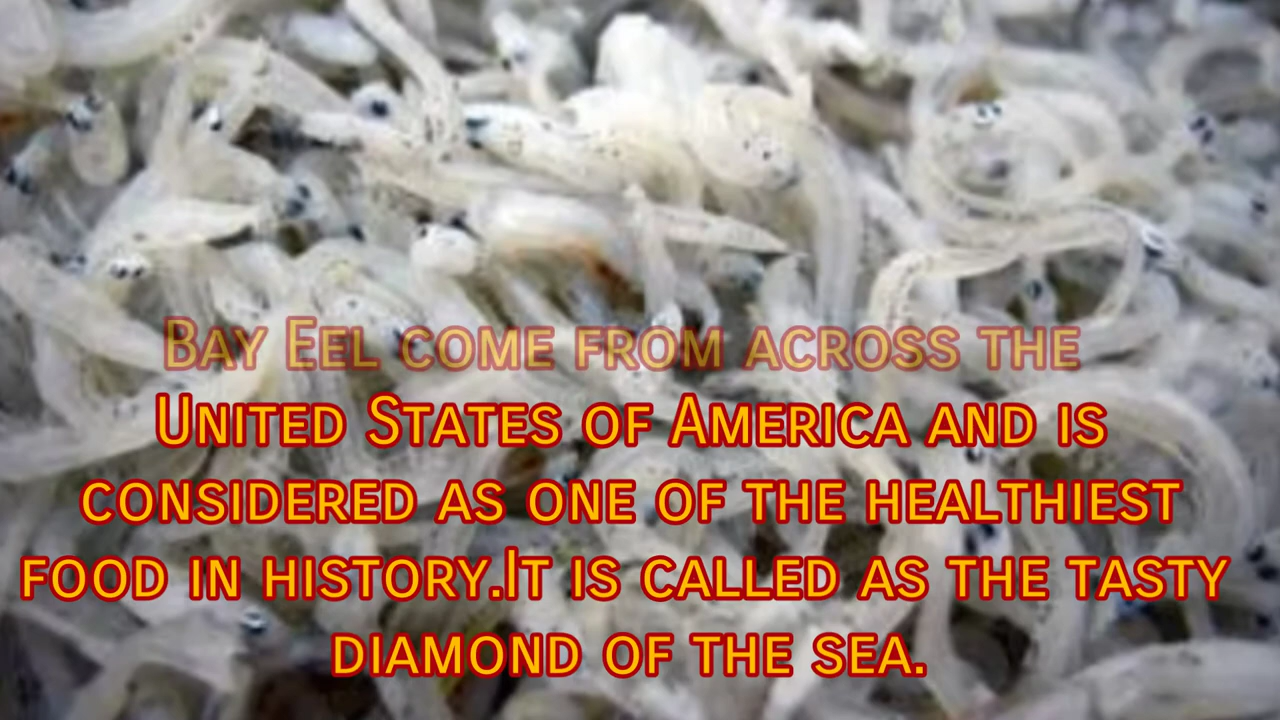 Bay Eel come from across the
United States of America and is
considered as one of the healthiest
food in history.It is called as the tasty
diamond of the sea.